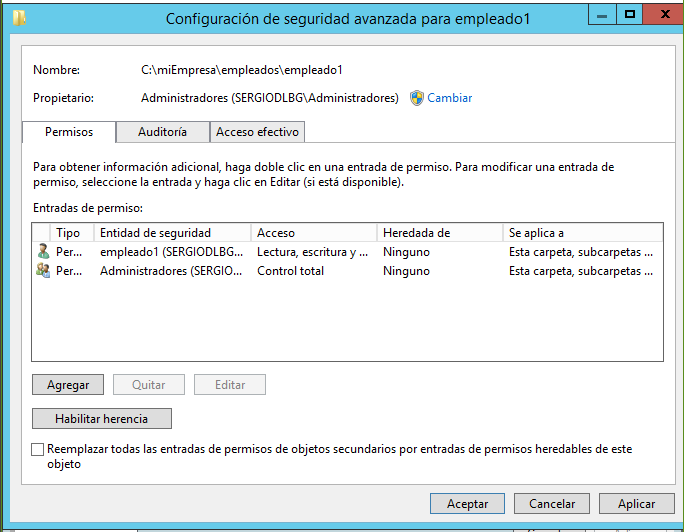 Configuración de seguridad avanzada para empleado1
Nombre: C:\miEmpresa\empleados\empleado1
Propietario: Administradores (SERGIODLBG\Administradores) Cambiar
Permisos Auditoría Acceso efectivo
Para obtener información adicional, haga doble clic en una entrada de permiso. Para modificar una entrada de
permiso, seleccione la entrada y haga clic en Editar (si está disponible).
Entradas de permiso:
Tipo Entidad de seguridad Acceso Heredada de Se aplica a
Per... empleado1 (SERGIODLBG... Lectura, escritura y ... Ninguno Esta carpeta, subcarpetas ...
Per... Administradores (SERGIO... Control total Ninguno Esta carpeta, subcarpetas ...
Agregar Quitar Editar
Habilitar herencia
Reemplazar todas las entradas de permisos de objetos secundarios por entradas de permisos heredables de este
objeto
Aceptar Cancelar Aplicar